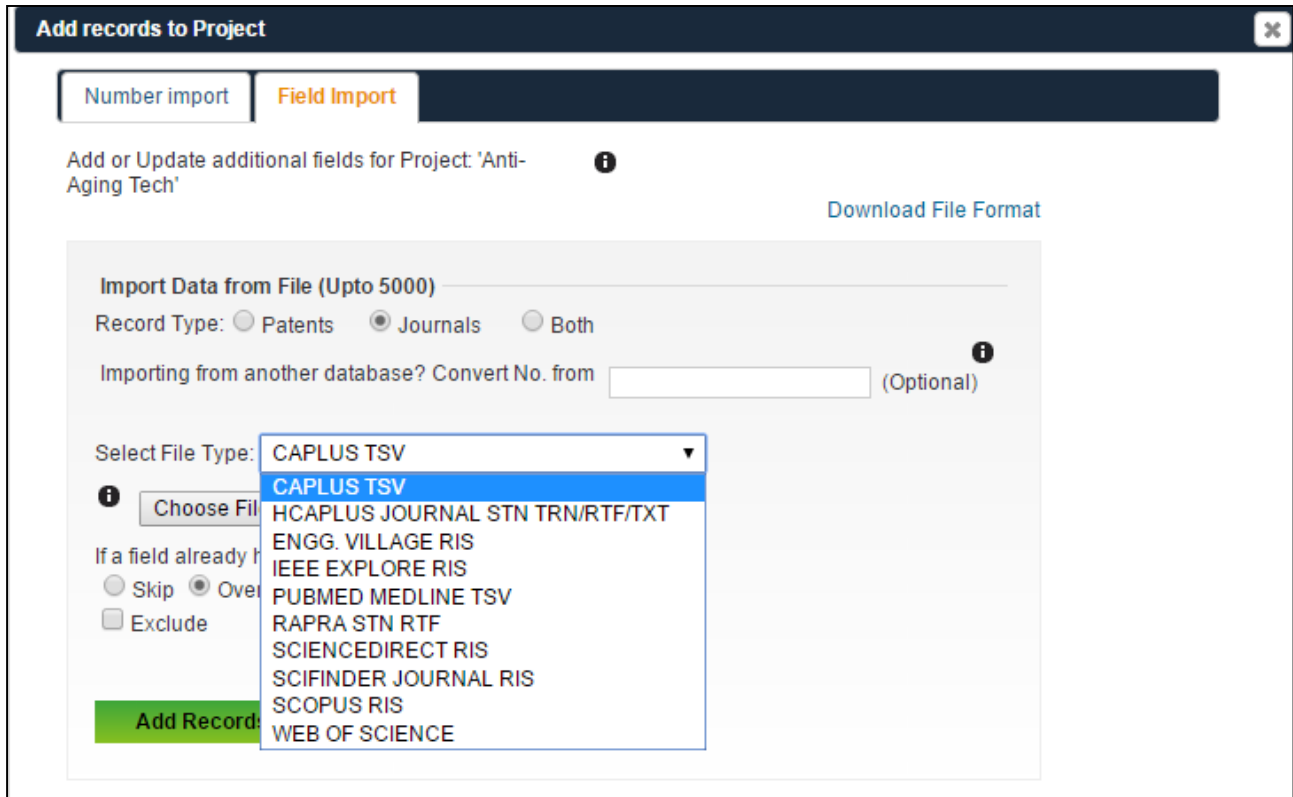 Add records to Project
Number import
Field Import
Add or Update additional fields for Project: 'Anti-
Aging Tech'
Download File Format
Import Data from File (Upto 5000)
Record Type: Patents Journals Both
Importing from another database? Convert No. from (Optional)
Select File Type: CAPLUS TSV
CAPLUS TSV
Choose Fil
HCAPLUS JOURNAL STN TRN/RTF/TXT
ENGG. VILLAGE RIS
If a field already h
IEEE EXPLORE RIS
Skip Over
PUBMED MEDLINE TSV
Exclude
RAPRA STN RTF
SCIENCEDIRECT RIS
SCIFINDER JOURNAL RIS
SCOPUS RIS
Add Records
WEB OF SCIENCE